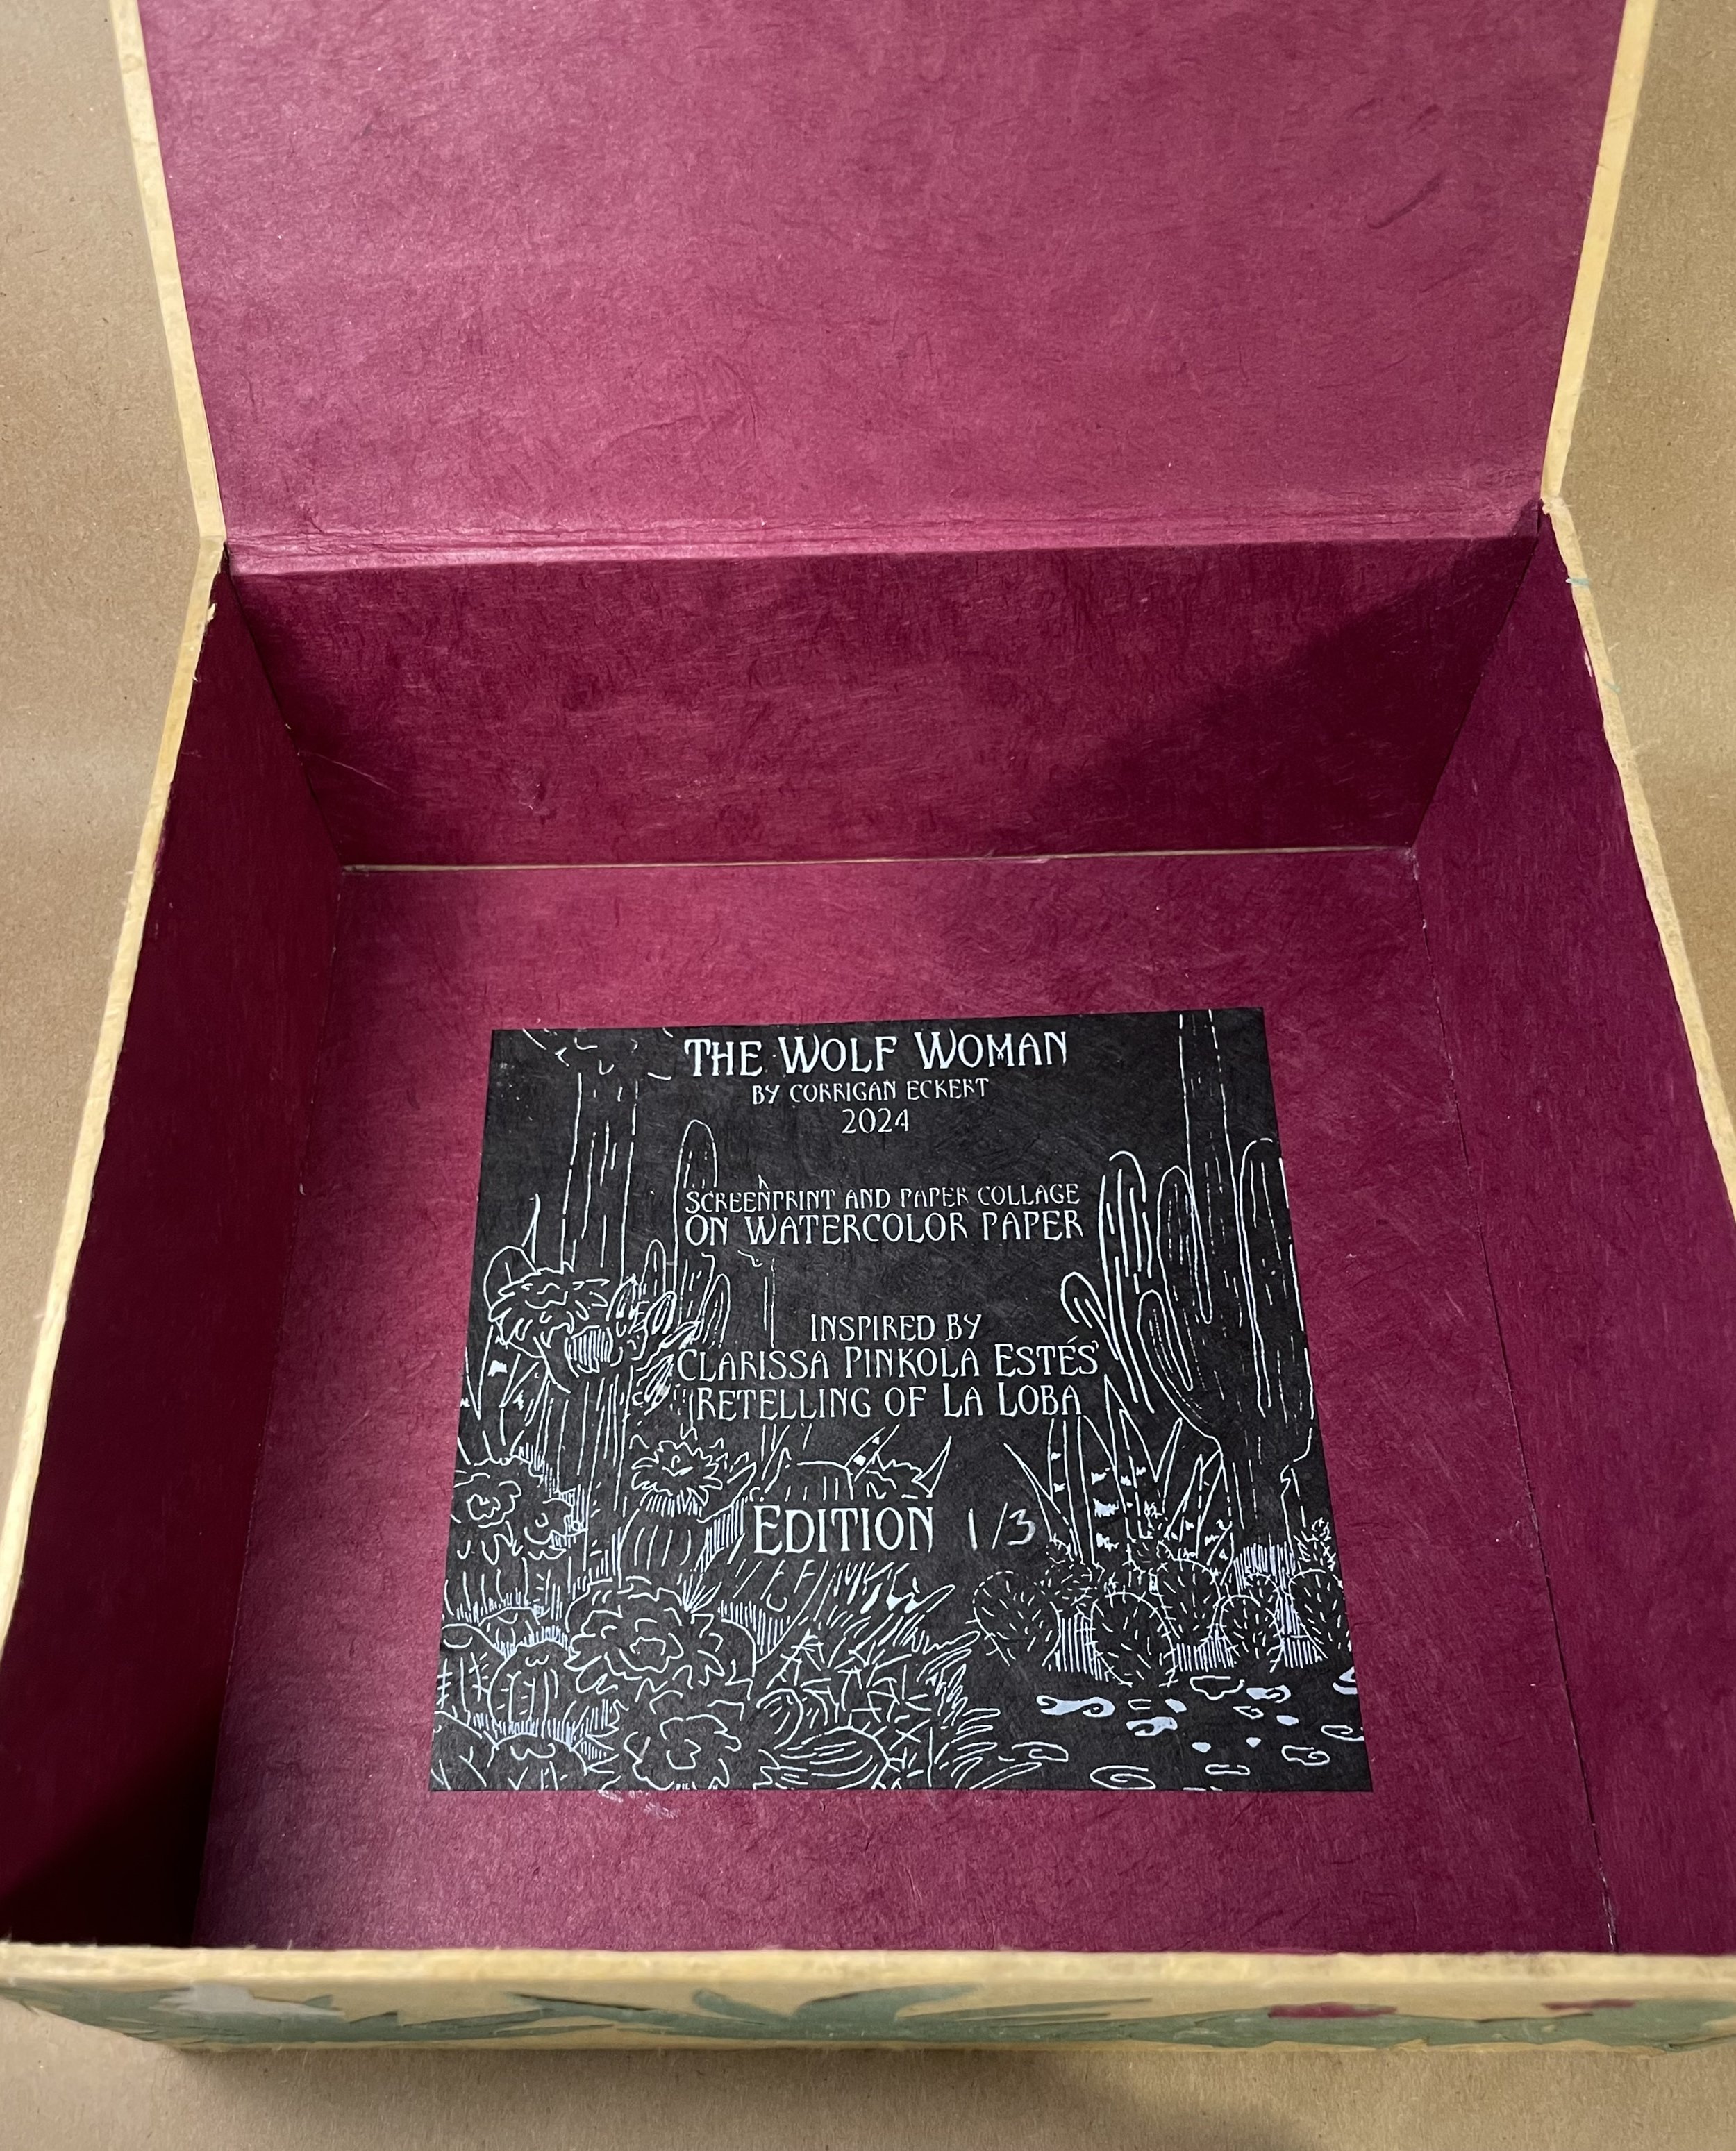 The Wolf Woman
by Corrigan Eckert
2024
Screenprint and paper collage
on watercolor paper
Inspired by
Clarissa Pinkola Estés'
retelling of La Loba
Edition 1/3